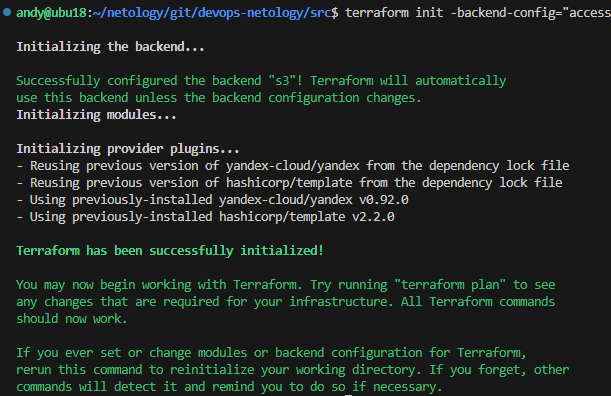 andy@ubu18:~/netology/git/devops-netology/src$ terraform init -backend-config="access
Initializing the backend...
Successfully configured the backend "s3"! Terraform will automatically
use this backend unless the backend configuration changes.
Initializing modules...
Initializing provider plugins...
- Reusing previous version of yandex-cloud/yandex from the dependency lock file
- Reusing previous version of hashicorp/template from the dependency lock file
- Using previously-installed yandex-cloud/yandex v0.92.0
- Using previously-installed hashicorp/template v2.2.0
Terraform has been successfully initialized!
You may now begin working with Terraform. Try running "terraform plan" to see
any changes that are required for your infrastructure. All Terraform commands
should now work.
If you ever set or change modules or backend configuration for Terraform,
rerun this command to reinitialize your working directory. If you forget, other
commands will detect it and remind you to do so if necessary.